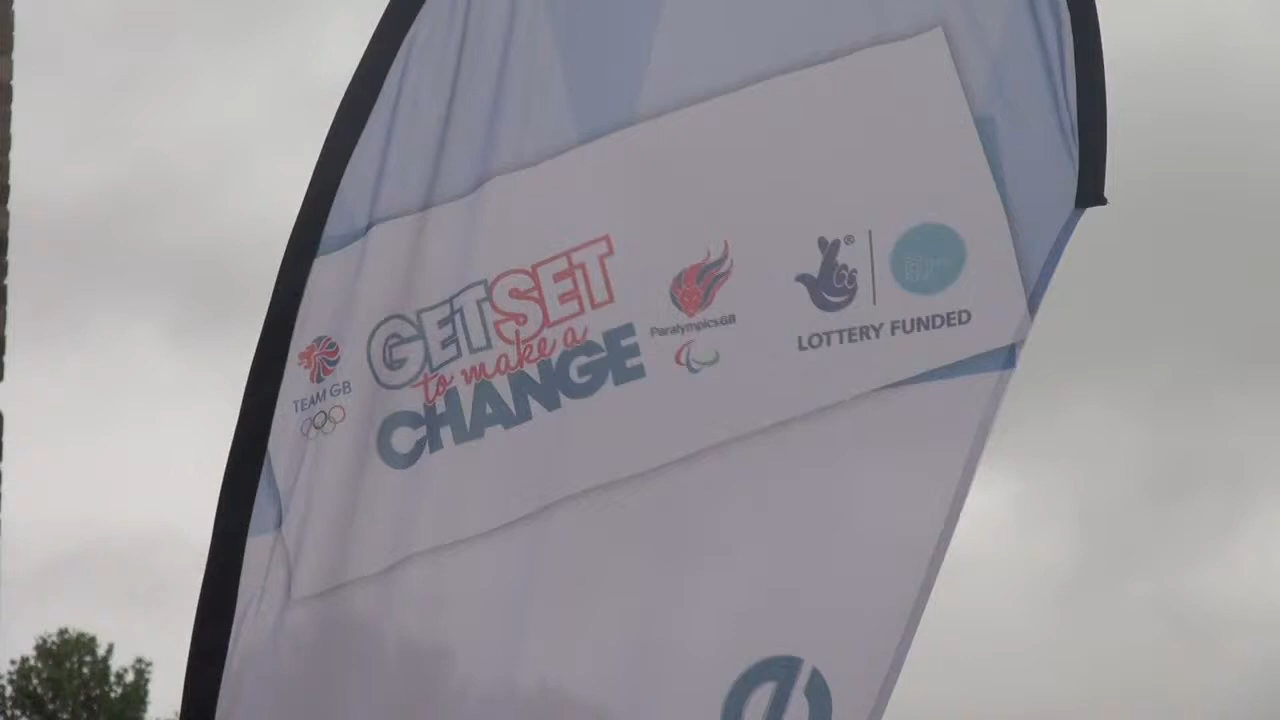 TEAM GB
GETSET
to make a
CHANGE
ParalympicsGB
®
LOTTERY FUNDED